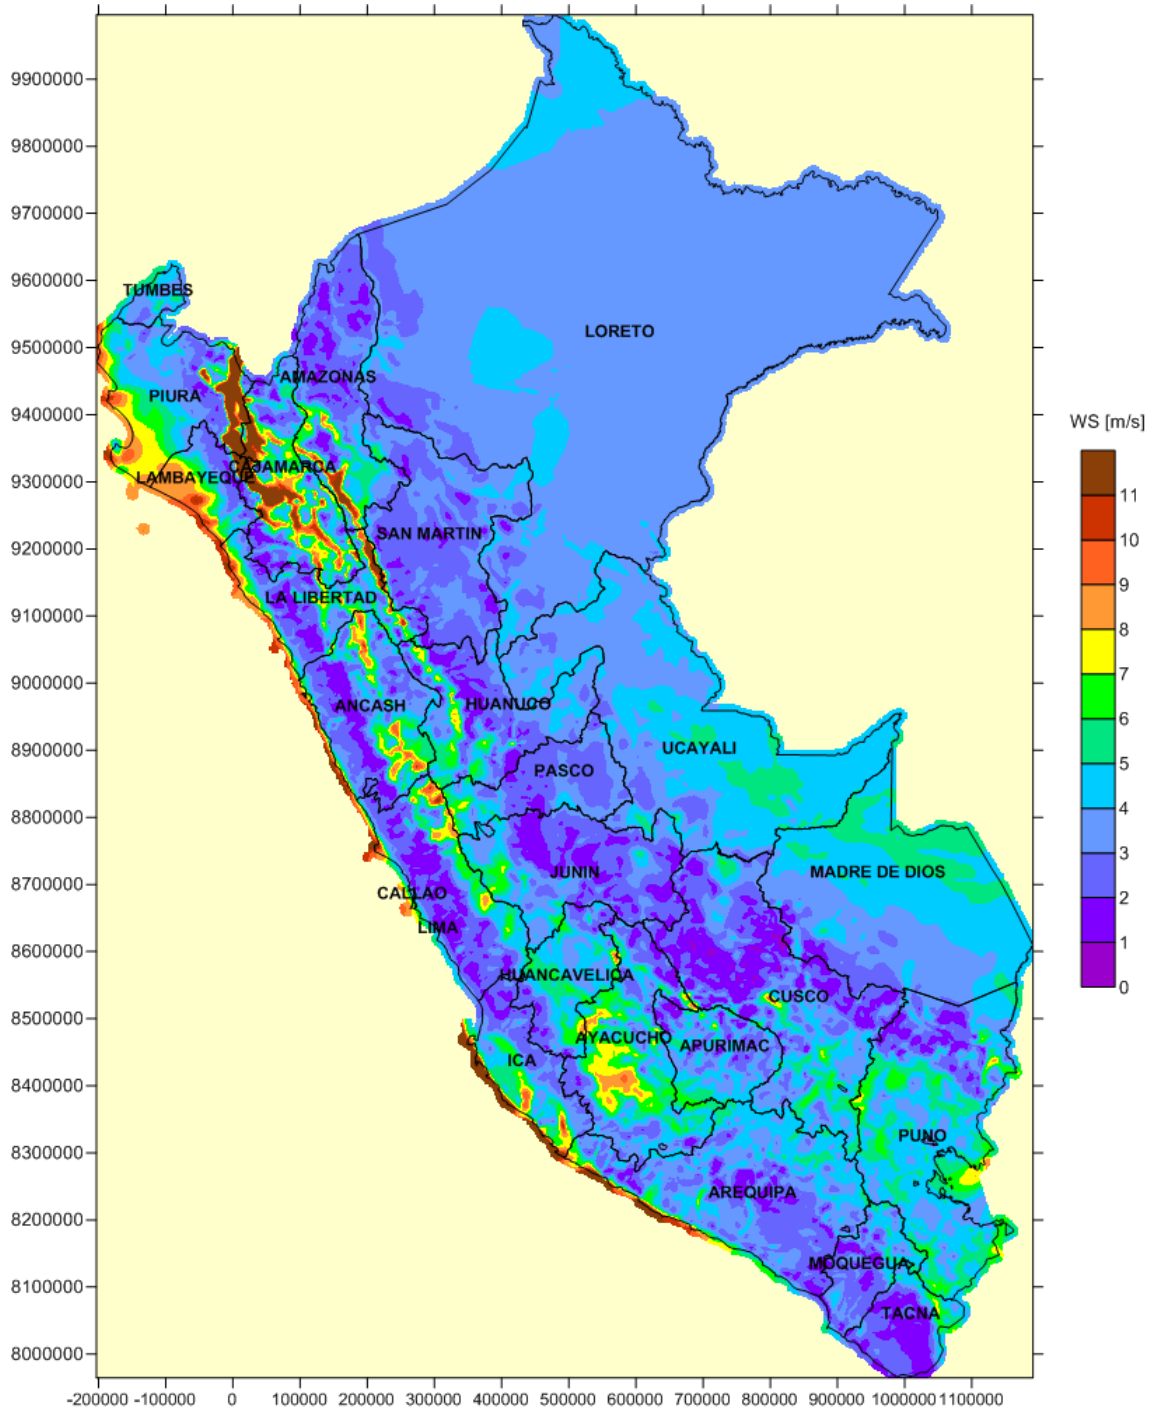 9900000
9800000
9700000
9600000
9500000
9400000
9300000
9200000
9100000
9000000
8900000
8800000
8700000
8600000
8500000
8400000
8300000
8200000
8100000
8000000
-200000 -100000 0 100000 200000 300000 400000 500000 600000 700000 800000 900000 1000000 1100000
TUMBES
LORETO
AMAZONAS
PIURA
CAJAMARCA
LAMBAYEQUE
SAN MARTIN
LA LIBERTAD
ANCASH
HUANUCO
UCAYALI
PASCO
JUNIN
MADRE DE DIOS
CALLAO
LIMA
HUANCAVELICA
CUSCO
AYACUCHO
APURIMAC
ICA
PUNO
AREQUIPA
MOQUEGUA
TACNA
WS [m/s]
11
10
9
8
7
6
5
4
3
2
1
0